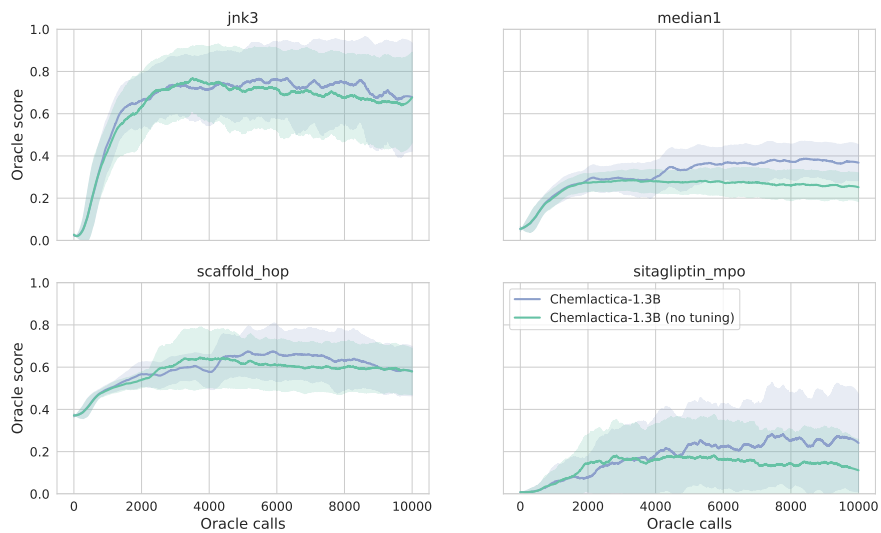 jnk3
median1
1.0
0.8
0.6
0.4
0.2
0.0
Oracle score
scaffold_hop
sitagliptin_mpo
1.0
0.8
0.6
0.4
0.2
0.0
Oracle score
Chemlactica-1.3B
Chemlactica-1.3B (no tuning)
0 2000 4000 6000 8000 10000
0 2000 4000 6000 8000 10000
Oracle calls
Oracle calls